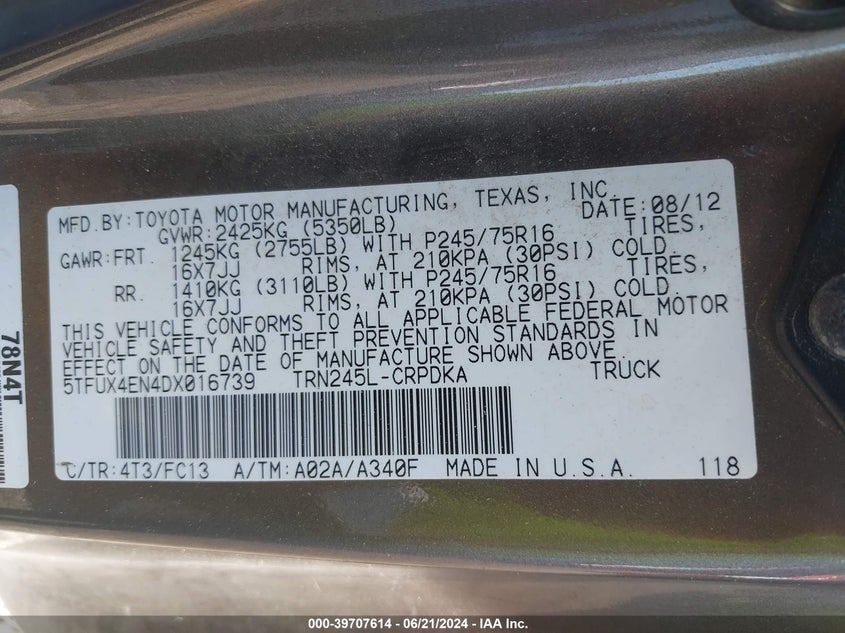 MFD.BY:TOYOTA MOTOR MANUFACTURING, TEXAS, INC. DATE:08/12
GVWR:2425KG (5350LB)
GAWR:FRT. 1245KG (2755LB) WITH P245/75R16 TIRES,
16X7JJ RIMS, AT 210KPA (30PSI) COLD.
RR. 1410KG (3110LB) WITH P245/75R16 TIRES,
16X7JJ RIMS, AT 210KPA (30PSI) COLD.
THIS VEHICLE CONFORMS TO ALL APPLICABLE FEDERAL MOTOR
VEHICLE SAFETY AND THEFT PREVENTION STANDARDS IN
EFFECT ON THE DATE OF MANUFACTURE SHOWN ABOVE.
5TFUX4EN4DX016739 TRN245L-CRPDKA TRUCK
C/TR:4T3/FC13 A/TM:A02A/A340F MADE IN U.S.A. 118
78N4T
000-39707614 - 06/21/2024 - IAA Inc.